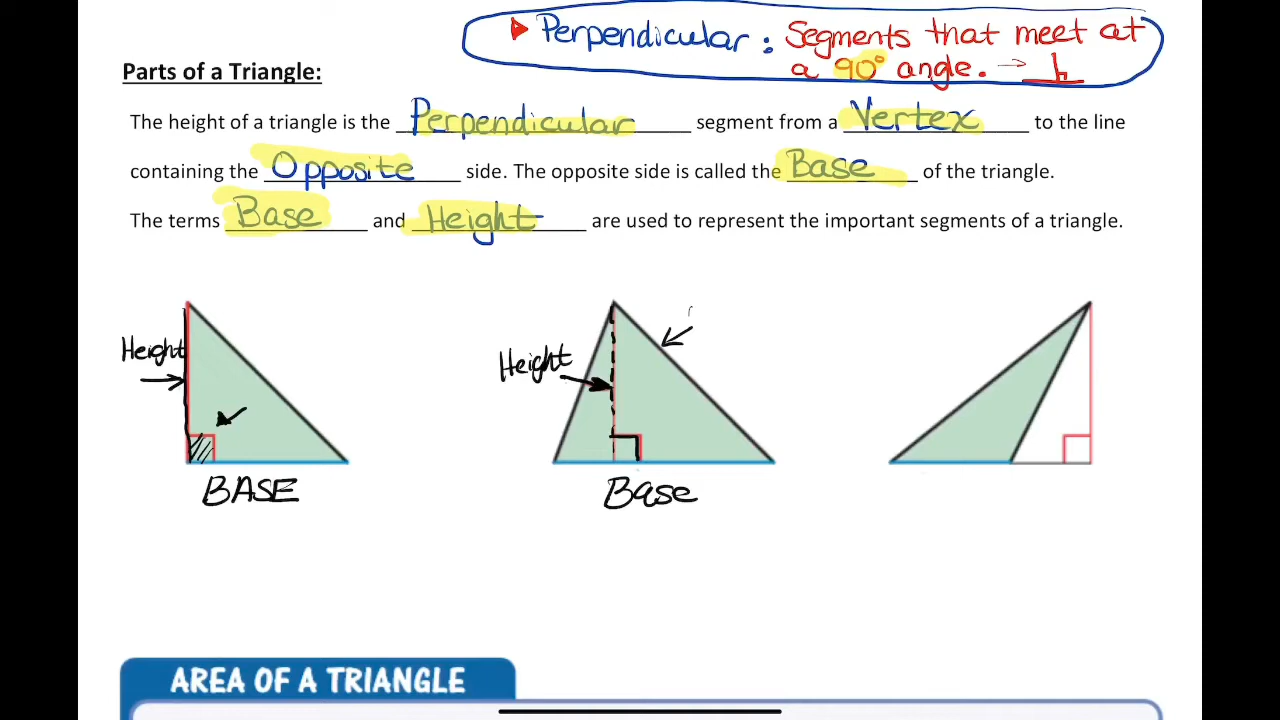 ▶ Perpendicular: Segments that meet at
a 90° angle. →
Parts of a Triangle:
The height of a triangle is the Perpendicular segment from a Vertex to the line
containing the Opposite side. The opposite side is called the Base of the triangle.
The terms Base and Height are used to represent the important segments of a triangle.
Height
BASE
Height
Base
AREA OF A TRIANGLE